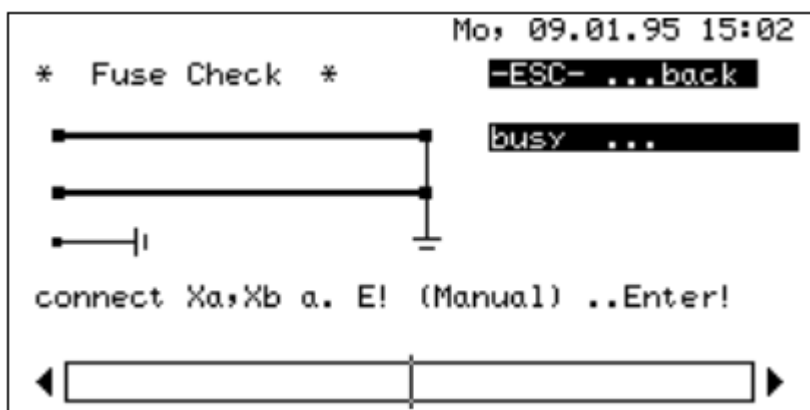 Mo, 09.01.95 15:02
* Fuse Check *
-ESC- ...back
busy ...
connect Xa,Xb a. E! (Manual) ..Enter!